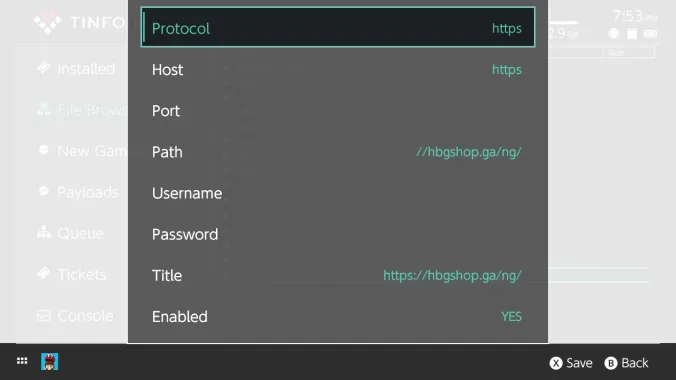 TINFO
7:53 PM
2.9 GB
Protocol https
Installed
Host https
File Brows
Port
New Gam
Path //hbgshop.ga/ng/
Payloads
Username
Queue
Password
Tickets
Title https://hbgshop.ga/ng/
Console
Enabled YES
X Save B Back